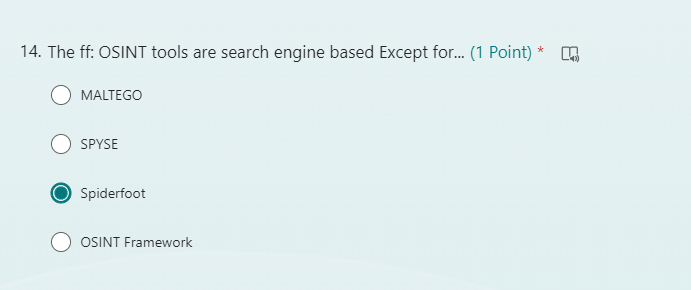 14. The ff: OSINT tools are search engine based Except for... (1 Point) *
MALTEGO
SPYSE
Spiderfoot
OSINT Framework